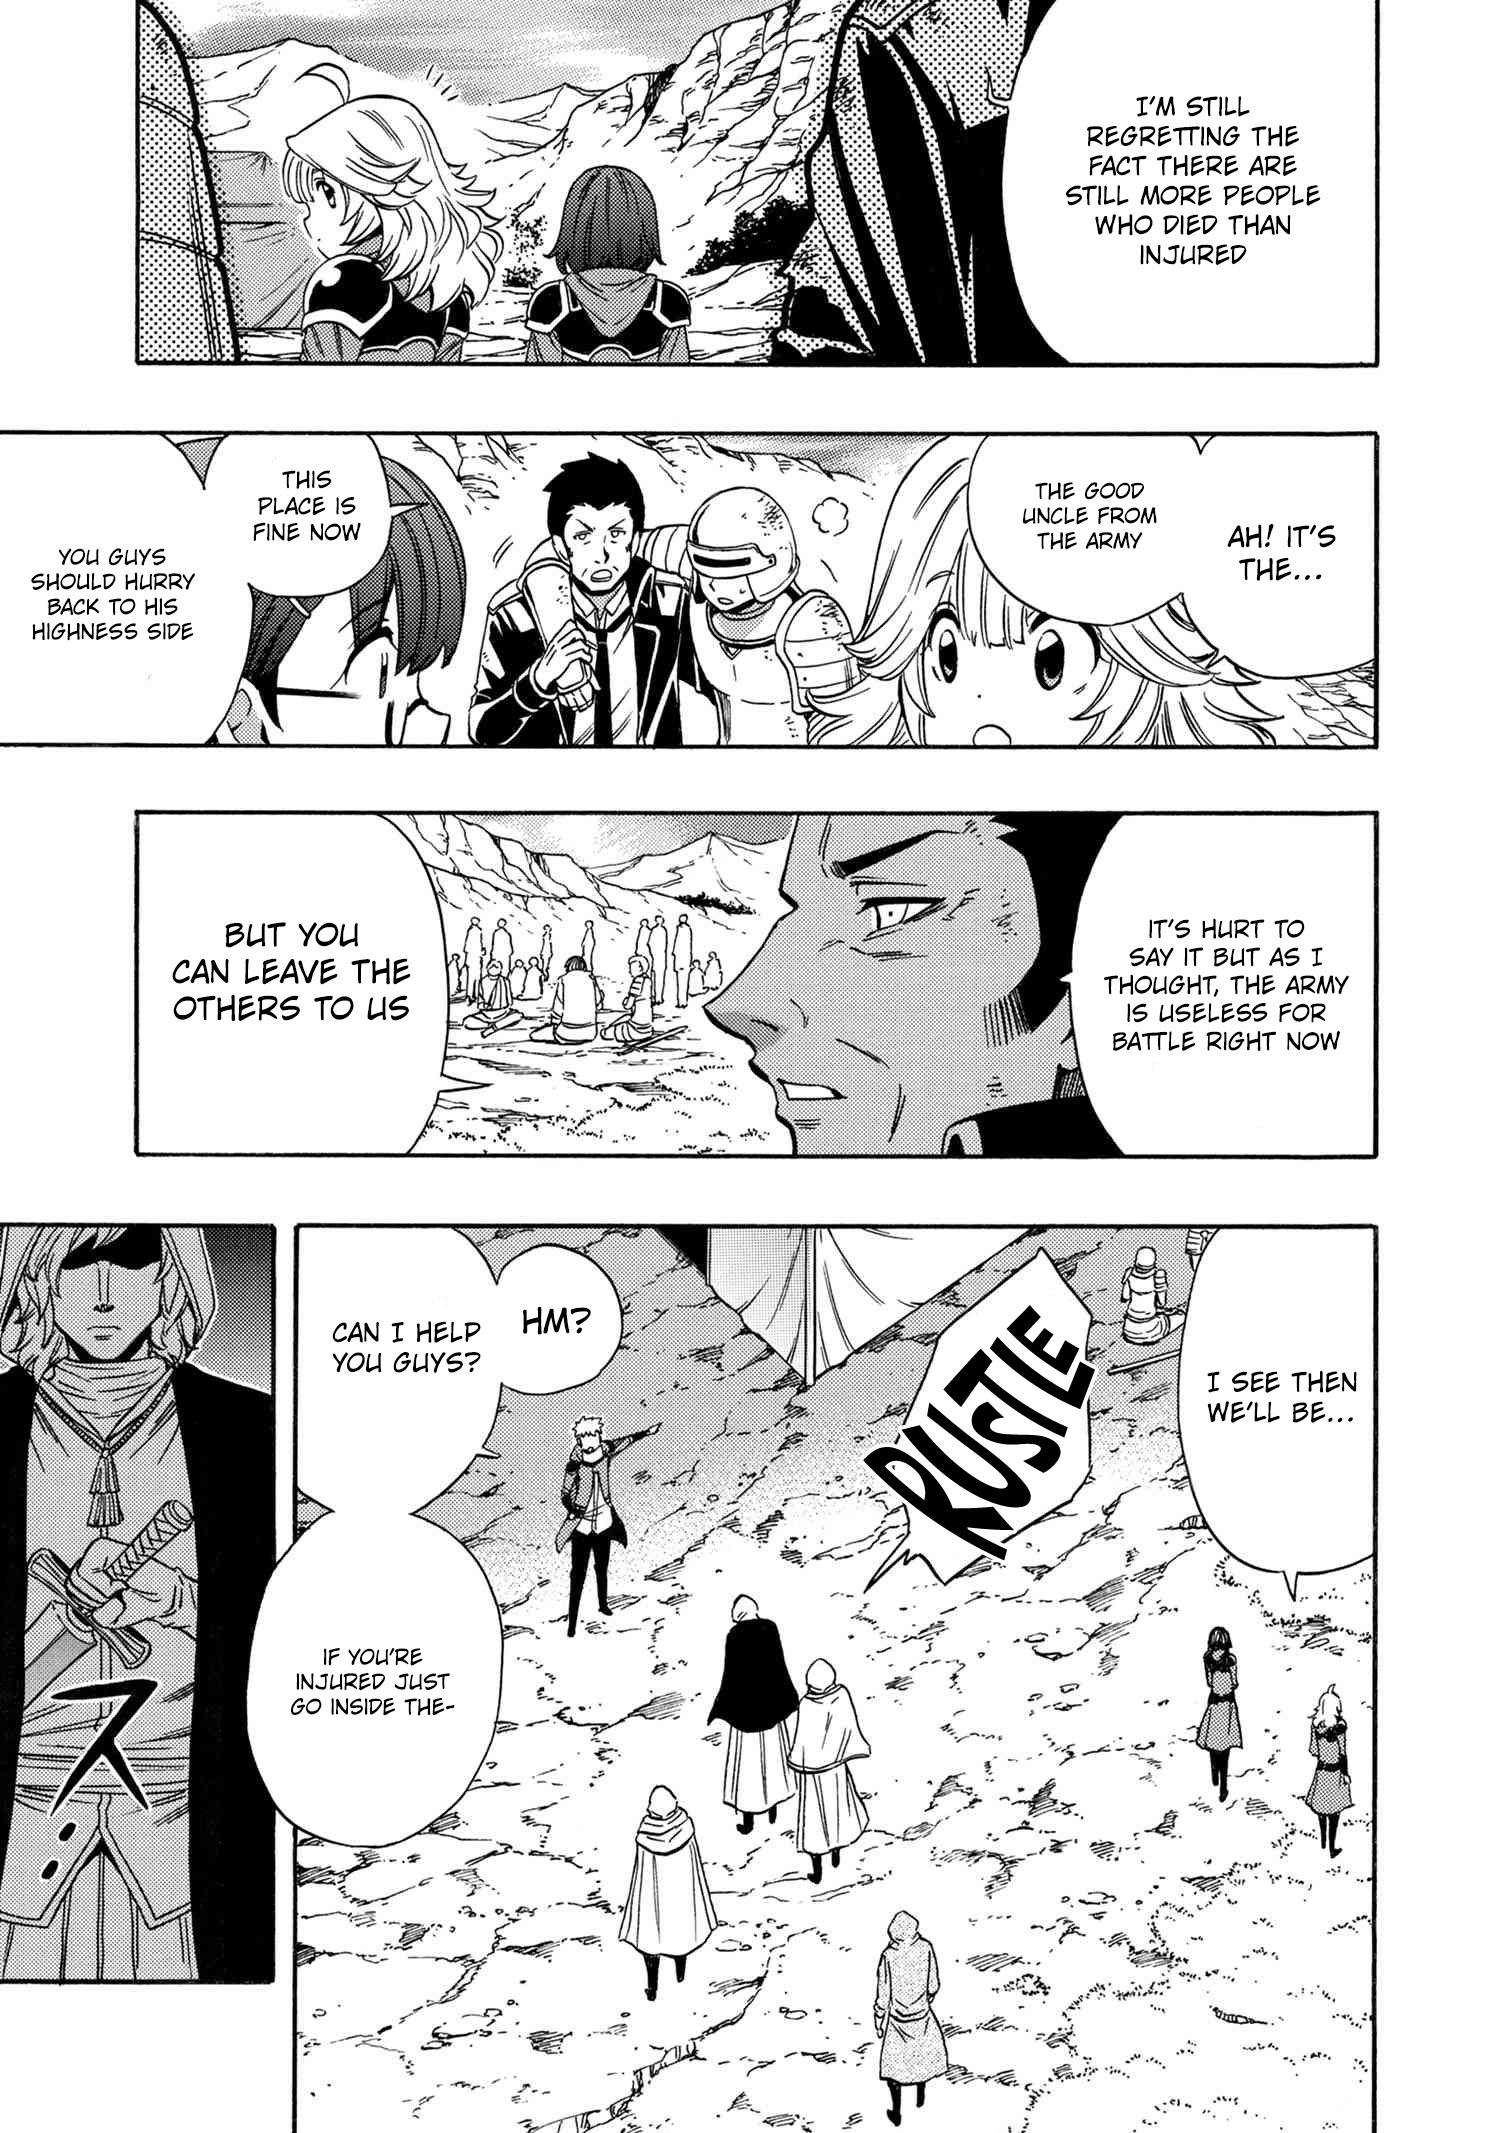 I'M STILL
REGRETTING THE
FACT THERE ARE
STILL MORE PEOPLE
WHO DIED THAN
INJURED
AH! IT'S
THE...
THE GOOD
UNCLE FROM
THE ARMY
THIS
PLACE IS
FINE NOW
YOU GUYS
SHOULD HURRY
BACK TO HIS
HIGHNESS SIDE
IT'S HURT TO
SAY IT BUT AS I
THOUGHT, THE ARMY
IS USELESS FOR
BATTLE RIGHT NOW
BUT YOU
CAN LEAVE THE
OTHERS TO US
I SEE THEN
WE'LL BE...
RUSTLE
HM?
CAN I HELP
YOU GUYS?
IF YOU'RE
INJURED JUST
GO INSIDE THE-
ス...